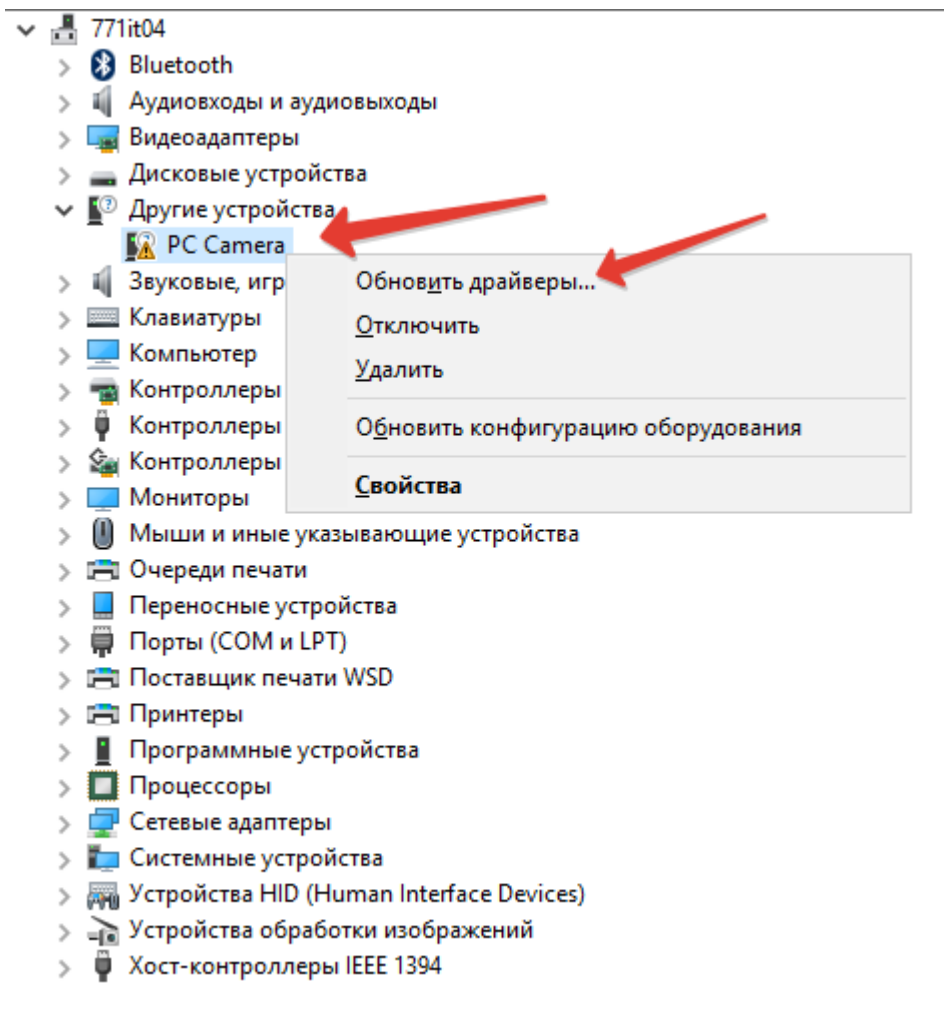 771it04
Bluetooth
Аудиовходы и аудиовыходы
Видеоадаптеры
Дисковые устройства
Другие устройства
PC Camera
Звуковые, игр
Обновить драйверы...
Клавиатуры
Отключить
Компьютер
Удалить
Контроллеры
Контроллеры
Обновить конфигурацию оборудования
Контроллеры
Мониторы
Свойства
Мыши и иные указывающие устройства
Очереди печати
Переносные устройства
Порты (COM и LPT)
Поставщик печати WSD
Принтеры
Программные устройства
Процессоры
Сетевые адаптеры
Системные устройства
Устройства HID (Human Interface Devices)
Устройства обработки изображений
Хост-контроллеры IEEE 1394